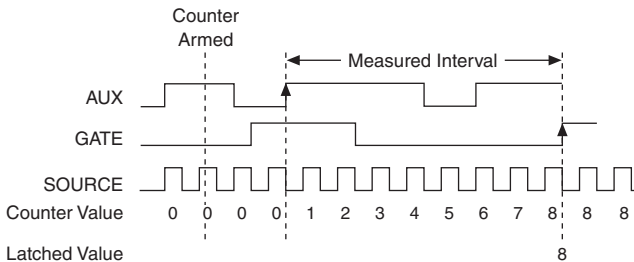 Counter
Armed
Measured Interval
AUX
GATE
SOURCE
Counter Value 0 0 0 0 1 2 3 4 5 6 7 8 8 8
Latched Value 8